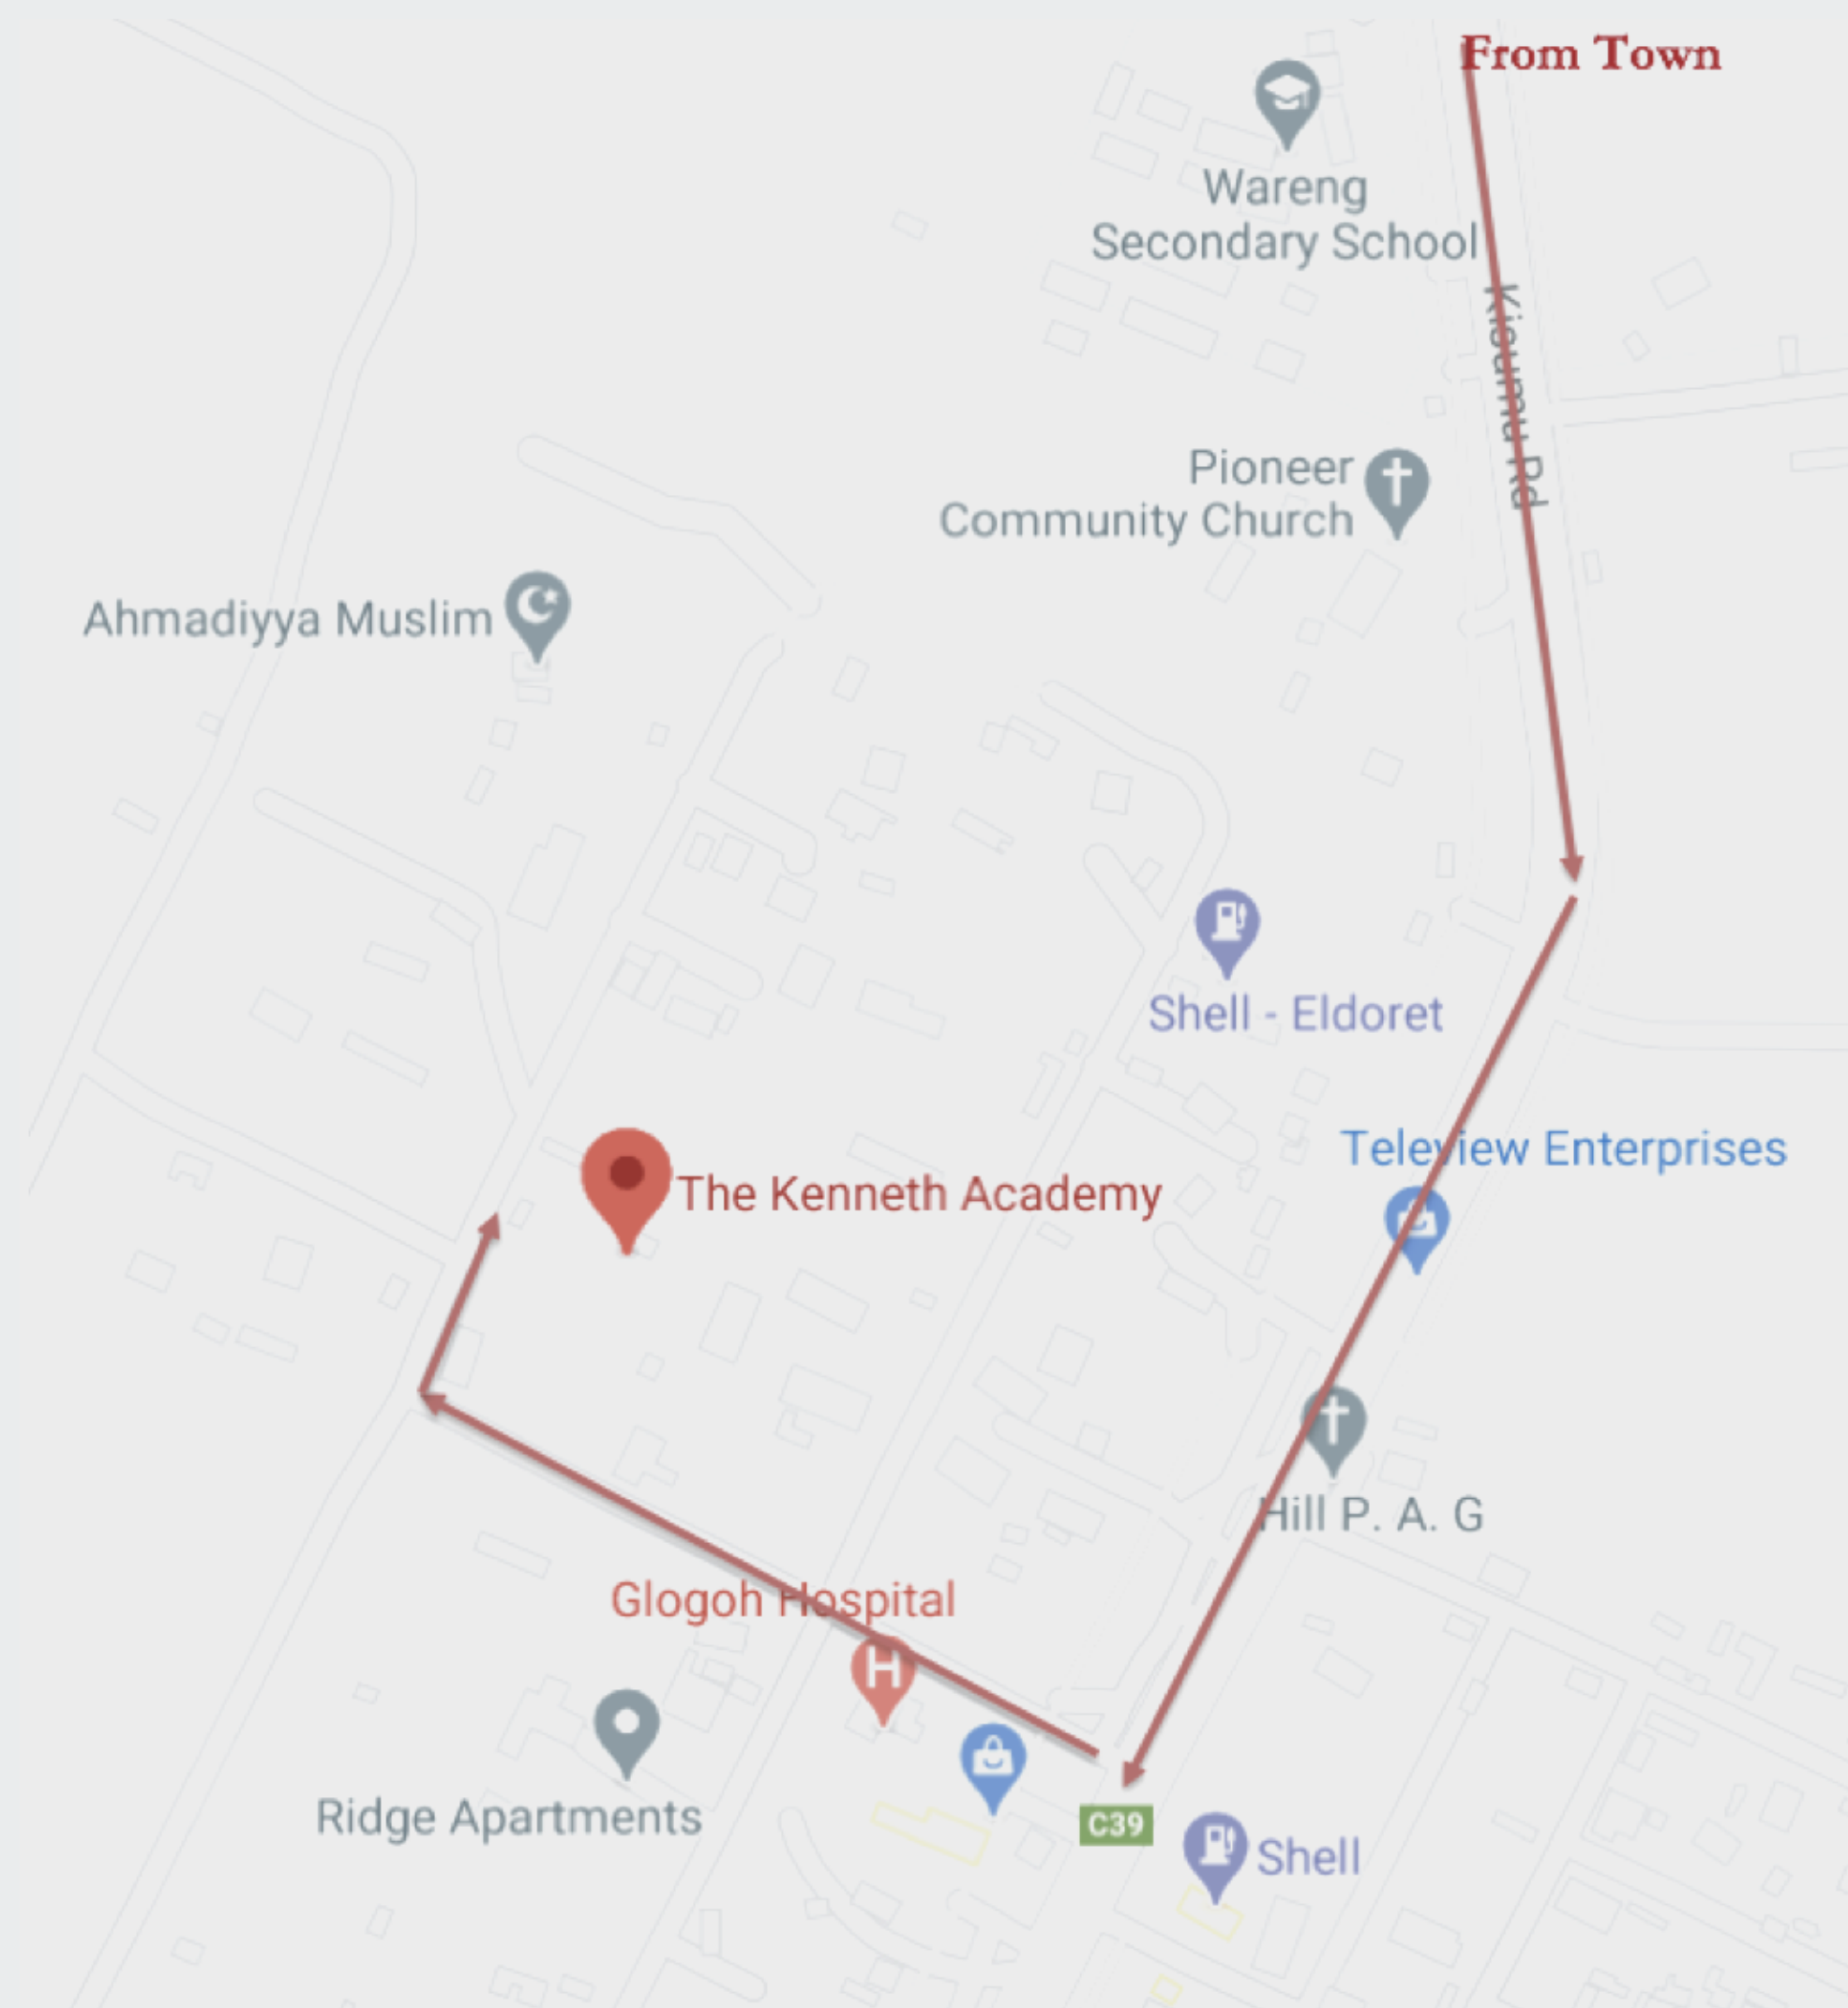 From Town
Wareng
Secondary School
Kisumu Rd
Pioneer
Community Church
Ahmadiyya Muslim
Shell - Eldoret
Teleview Enterprises
The Kenneth Academy
Hill P. A. G
Glogoh Hospital
H
Ridge Apartments
C39
Shell